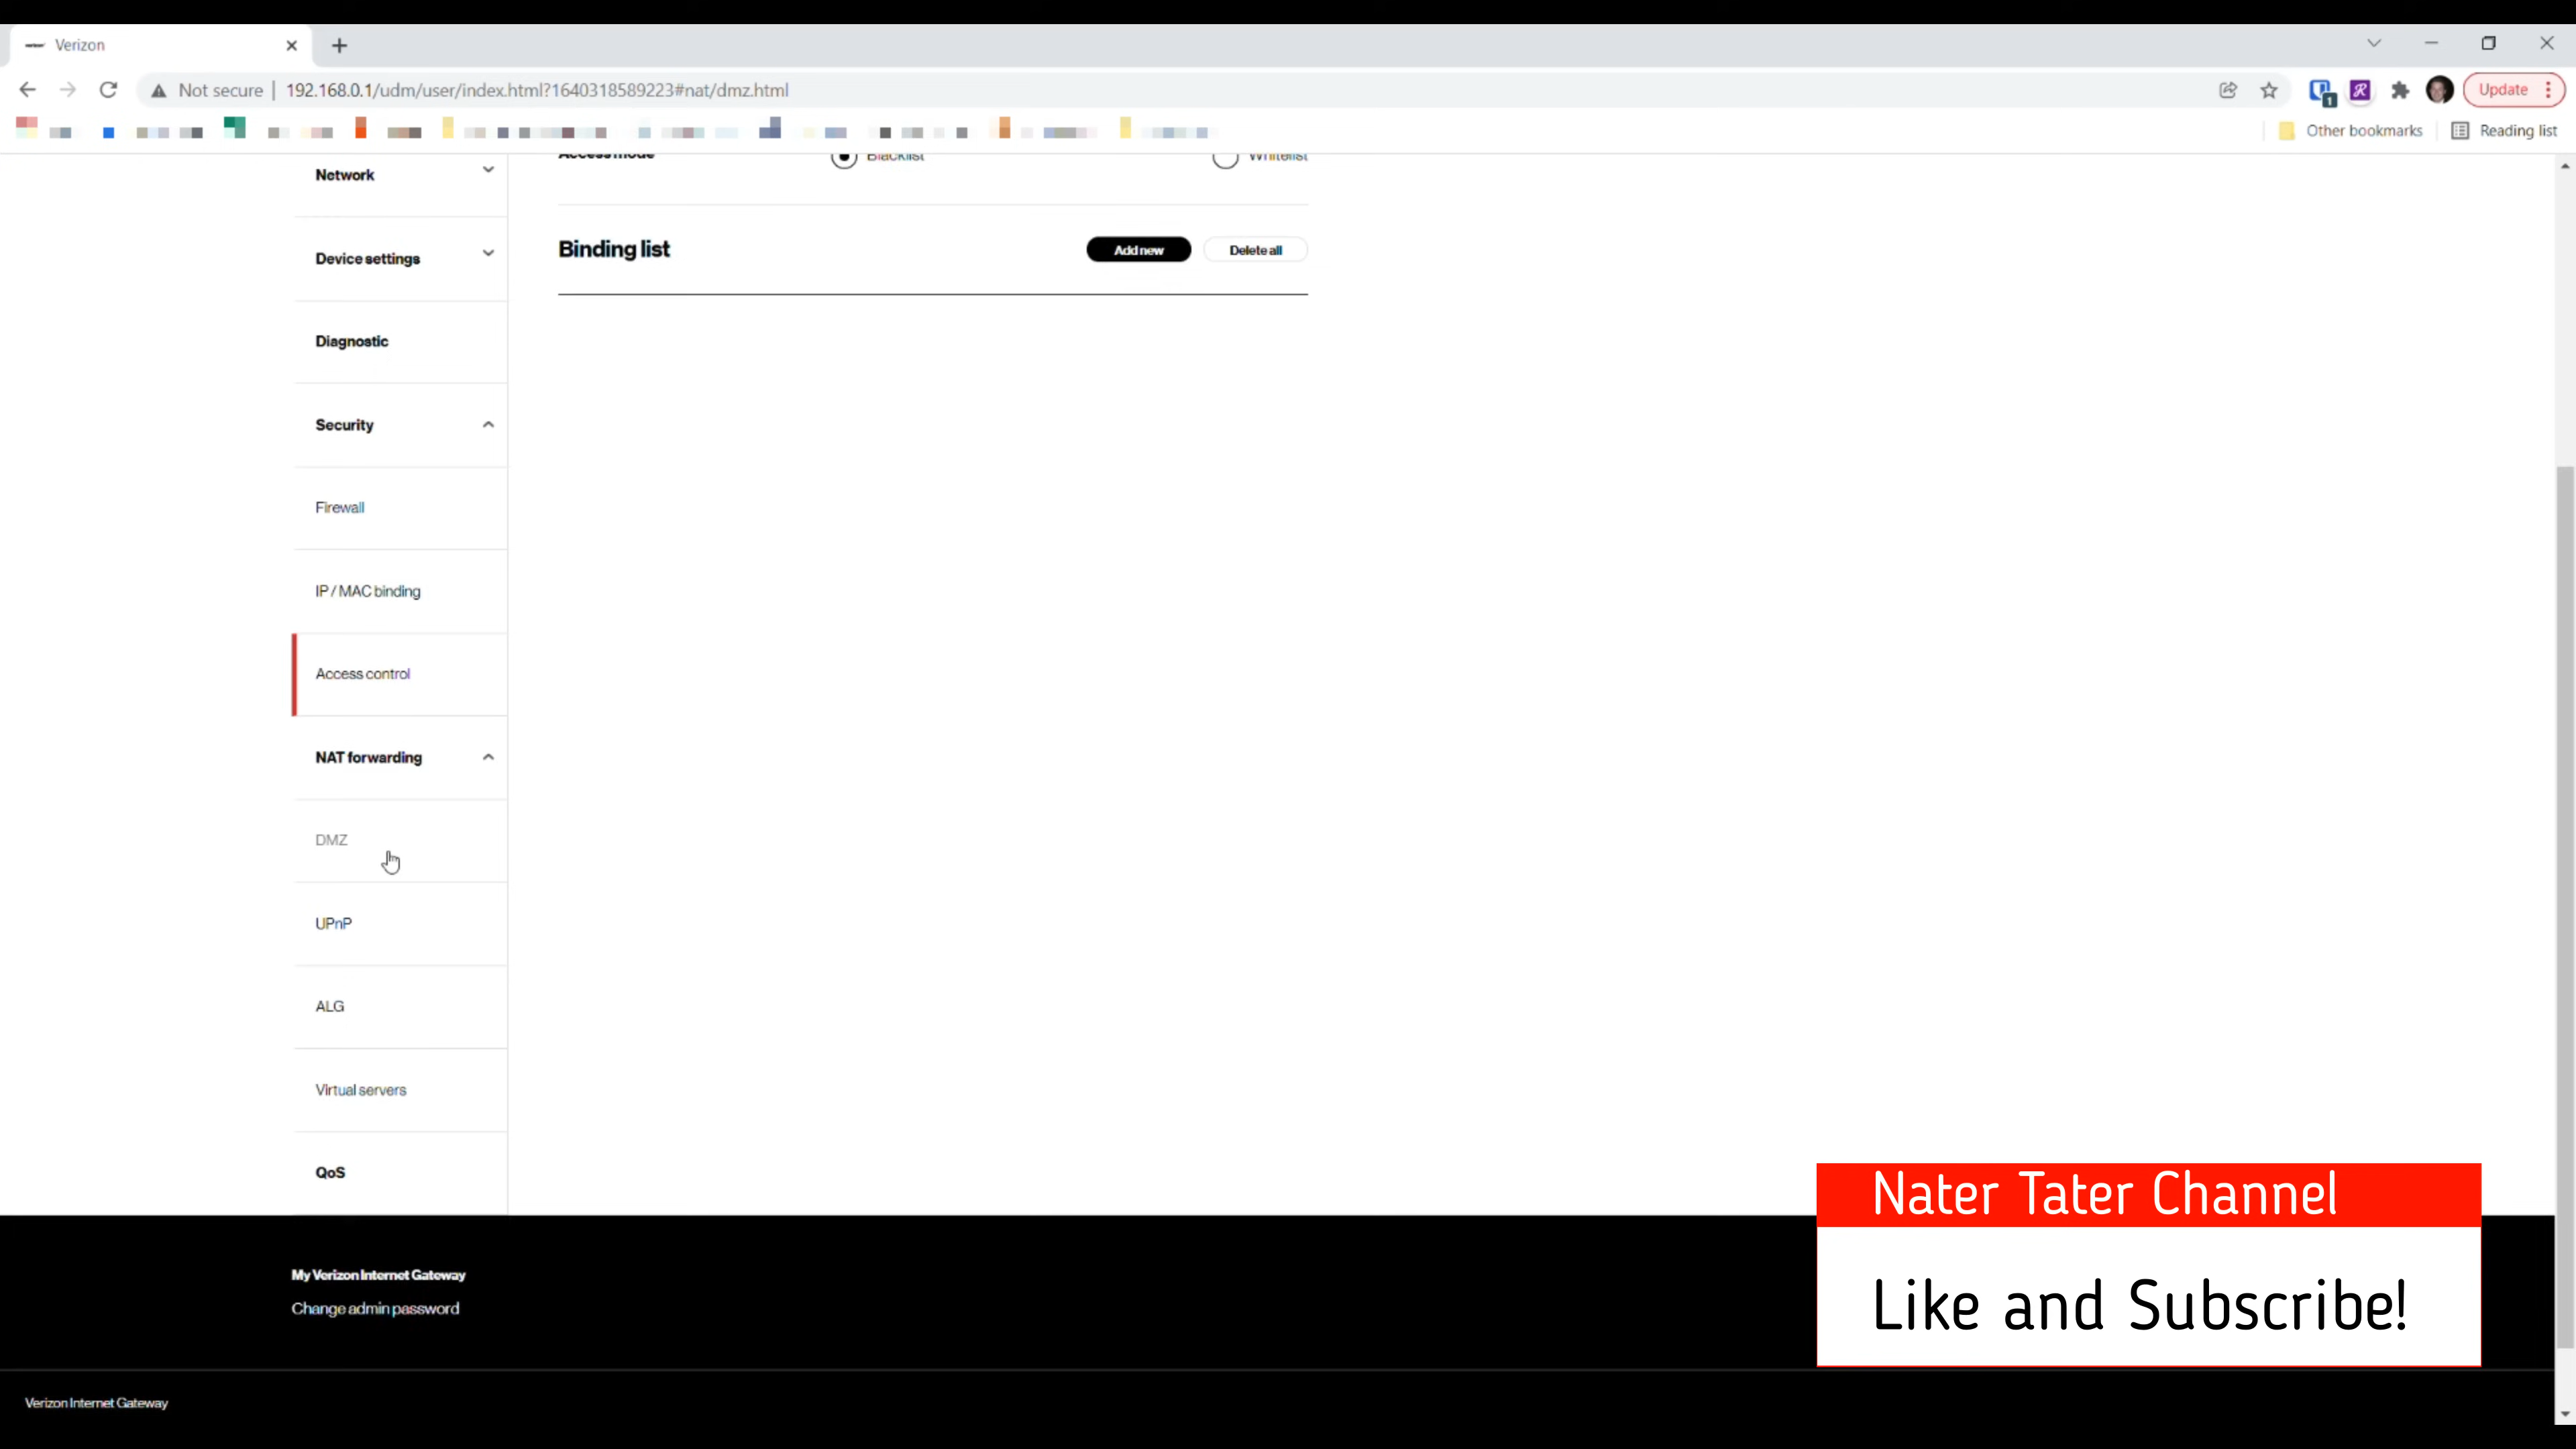 Verizon
Not secure
192.168.0.1/udm/user/index.html?1640318589223#nat/dmz.html
Update
Other bookmarks
Reading list
Access mode
Blacklist
Whitelist
Network
Binding list
Add new
Delete all
Device settings
Diagnostic
Security
Firewall
IP / MAC binding
Access control
NAT forwarding
DMZ
UPnP
ALG
Virtual servers
QoS
Nater Tater Channel
Like and Subscribe!
My Verizon Internet Gateway
Change admin password
Verizon Internet Gateway